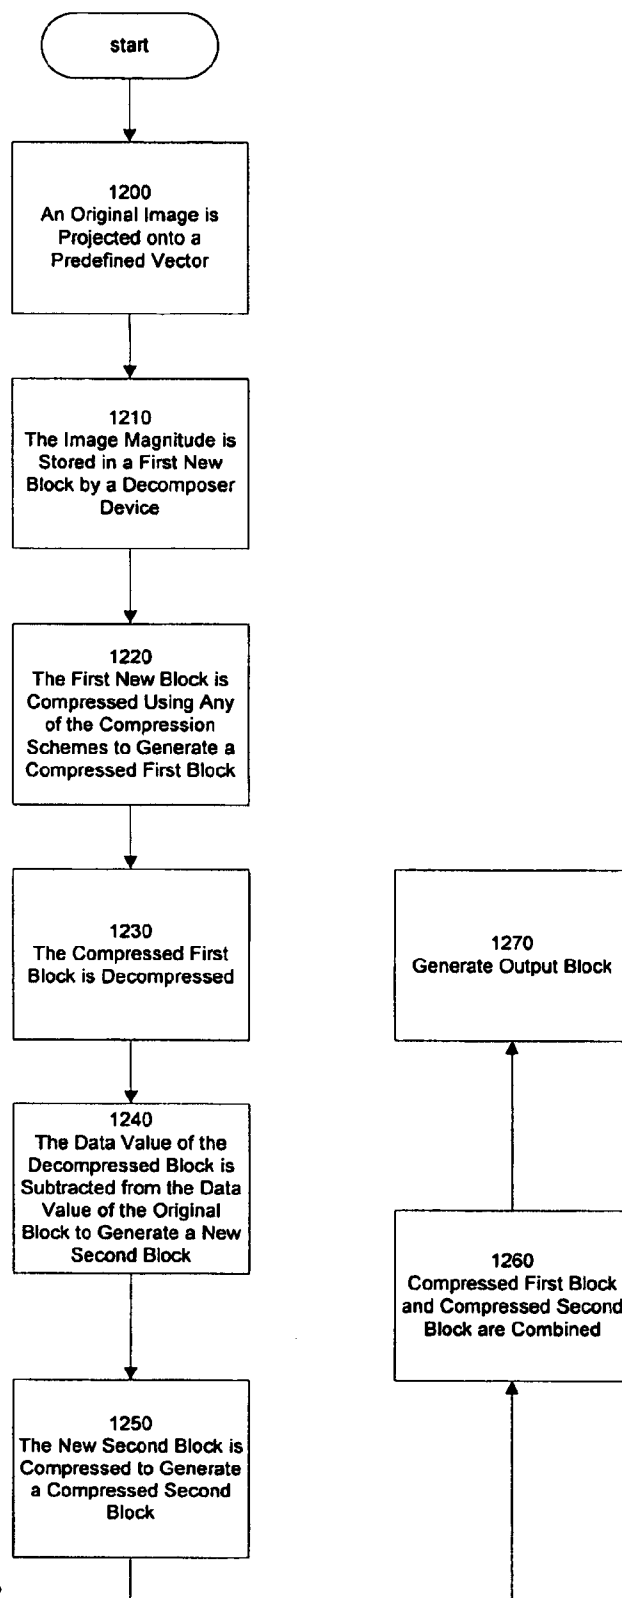 start
1200
An Original Image is
Projected onto a
Predefined Vector
1210
The Image Magnitude is
Stored in a First New
Block by a Decomposer
Device
1220
The First New Block is
Compressed Using Any
of the Compression
Schemes to Generate a
Compressed First Block
1230
The Compressed First
Block is Decompressed
1240
The Data Value of the
Decompressed Block is
Subtracted from the Data
Value of the Original
Block to Generate a New
Second Block
1250
The New Second Block is
Compressed to Generate
a Compressed Second
Block
1260
Compressed First Block
and Compressed Second
Block are Combined
1270
Generate Output Block